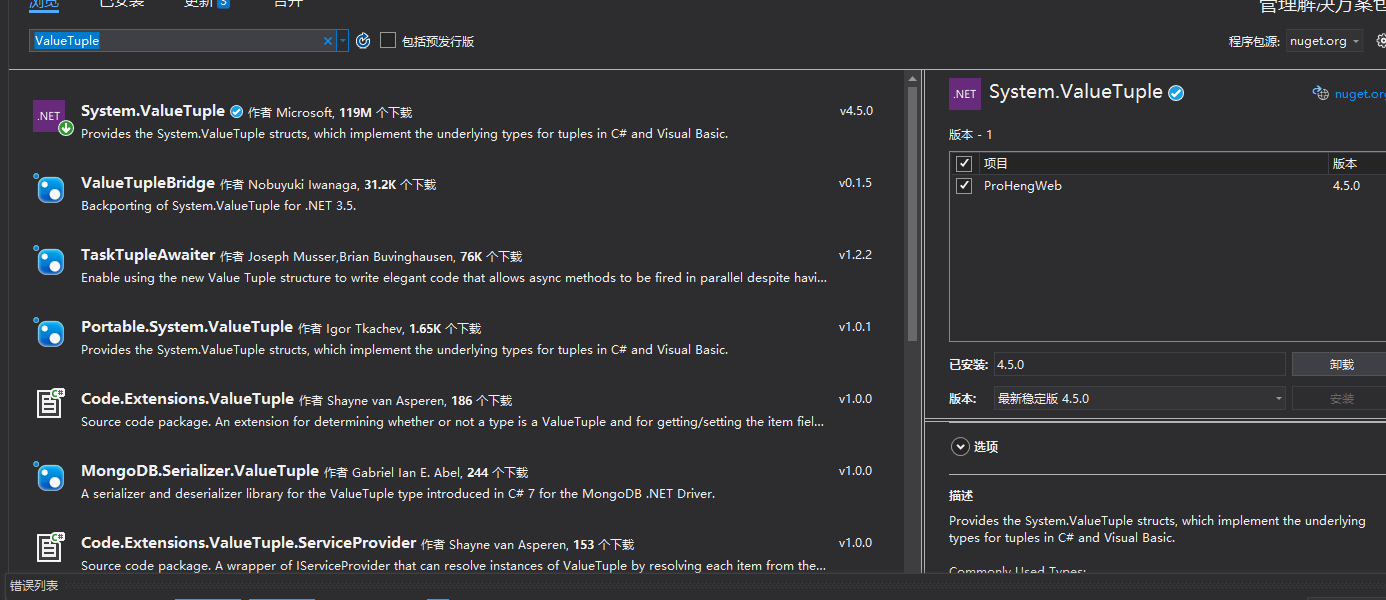 浏览 已安装 更新 3 合并
管理解决方案包
ValueTuple
包括预发行版
程序包源: nuget.org
.NET System.ValueTuple 作者 Microsoft, 119M 个下载 v4.5.0
Provides the System.ValueTuple structs, which implement the underlying types for tuples in C# and Visual Basic.
ValueTupleBridge 作者 Nobuyuki Iwanaga, 31.2K 个下载 v0.1.5
Backporting of System.ValueTuple for .NET 3.5.
TaskTupleAwaiter 作者 Joseph Musser,Brian Buvinghausen, 76K 个下载 v1.2.2
Enable using the new Value Tuple structure to write elegant code that allows async methods to be fired in parallel despite havi...
Portable.System.ValueTuple 作者 Igor Tkachev, 1.65K 个下载 v1.0.1
Provides the System.ValueTuple structs, which implement the underlying types for tuples in C# and Visual Basic.
C# Code.Extensions.ValueTuple 作者 Shayne van Asperen, 186 个下载 v1.0.0
Source code package. An extension for determining whether or not a type is a ValueTuple and for getting/setting the item fiel...
MongoDB.Serializer.ValueTuple 作者 Gabriel Ian E. Abel, 244 个下载 v1.0.0
A serializer and deserializer library for the ValueTuple type introduced in C# 7 for the MongoDB .NET Driver.
C# Code.Extensions.ValueTuple.ServiceProvider 作者 Shayne van Asperen, 153 个下载 v1.0.0
Source code package. A wrapper of IServiceProvider that can resolve instances of ValueTuple by resolving each item from the...
.NET System.ValueTuple nuget.org
版本 - 1
项目 版本
ProHengWeb 4.5.0
已安装: 4.5.0 卸载
版本: 最新稳定版 4.5.0 安装
选项
描述
Provides the System.ValueTuple structs, which implement the underlying
types for tuples in C# and Visual Basic.
Commonly Used Types:
错误列表